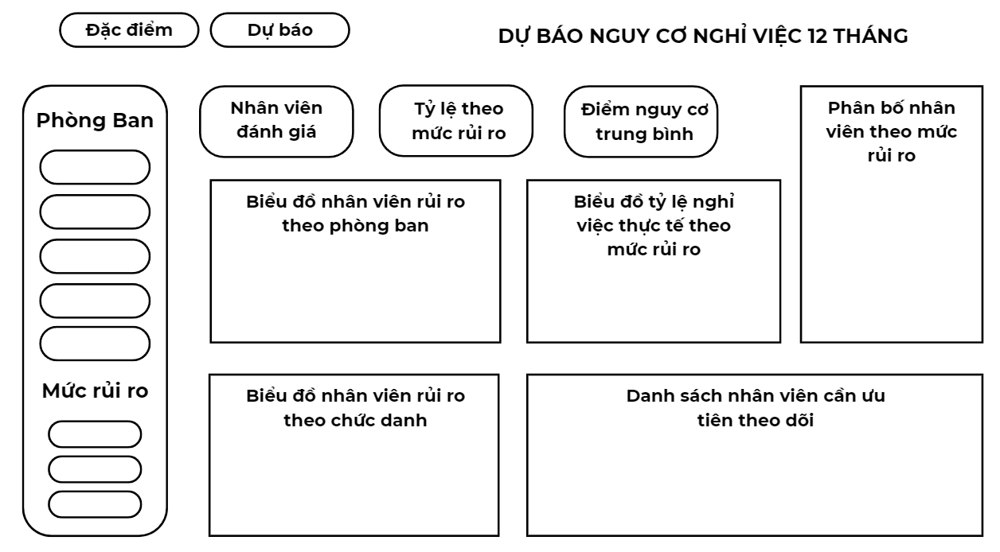 Đặc điểm
Dự báo
DỰ BÁO NGUY CƠ NGHỈ VIỆC 12 THÁNG
Phòng Ban
Mức rủi ro
Nhân viên
đánh giá
Tỷ lệ theo
mức rủi ro
Điểm nguy cơ
trung bình
Phân bố nhân
viên theo mức
rủi ro
Biểu đồ nhân viên rủi ro
theo phòng ban
Biểu đồ tỷ lệ nghỉ
việc thực tế theo
mức rủi ro
Biểu đồ nhân viên rủi ro
theo chức danh
Danh sách nhân viên cần ưu
tiên theo dõi